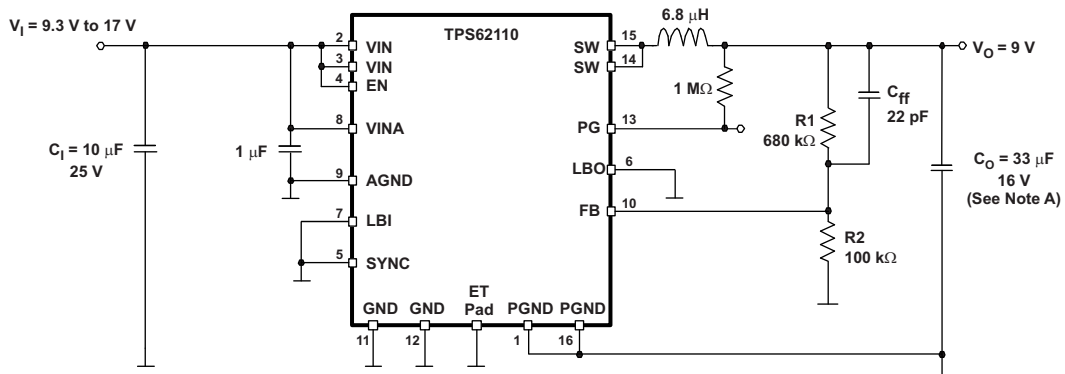 V_I = 9.3 V to 17 V
TPS62110
6.8 μH
2 VIN
3 VIN
4 EN
8 VINA
9 AGND
7 LBI
5 SYNC
C_I = 10 μF
25 V
1 μF
SW 15
SW 14
PG 13
LBO 6
FB 10
1 MΩ
V_O = 9 V
R1
680 kΩ
C_ff
22 pF
C_O = 33 μF
16 V
(See Note A)
R2
100 kΩ
GND
GND
ET
Pad
PGND
PGND
11
12
1
16